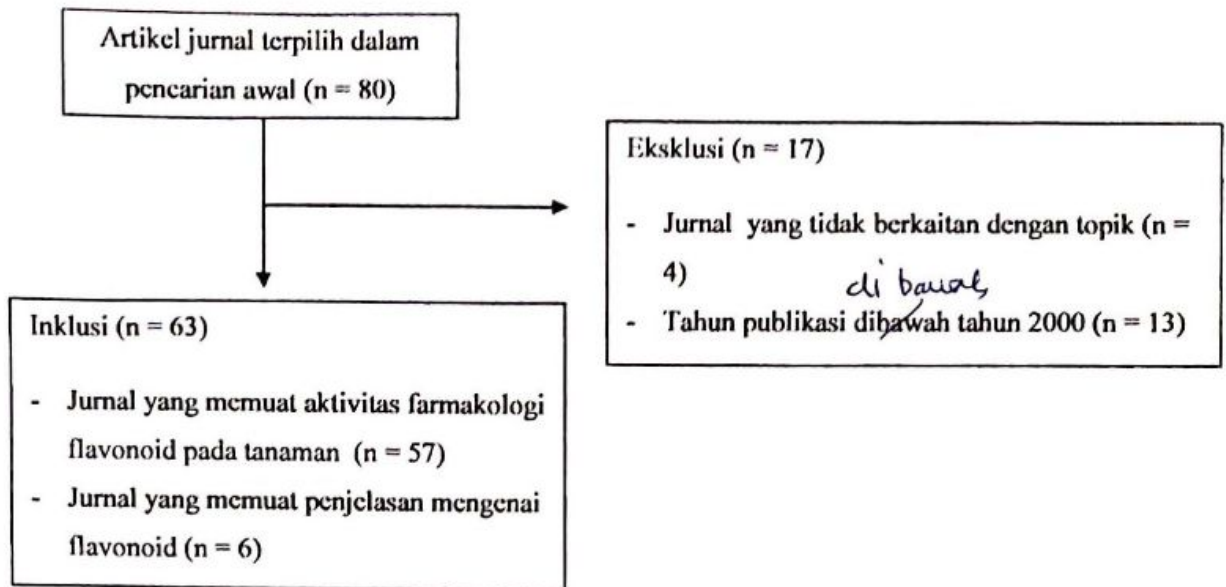 Artikel jurnal terpilih dalam
pencarian awal (n = 80)
Eksklusi (n = 17)
- Jurnal yang tidak berkaitan dengan topik (n =
4)
di bawah
- Tahun publikasi dibawah tahun 2000 (n = 13)
Inklusi (n = 63)
- Jurnal yang memuat aktivitas farmakologi
flavonoid pada tanaman (n = 57)
- Jurnal yang memuat penjelasan mengenai
flavonoid (n = 6)